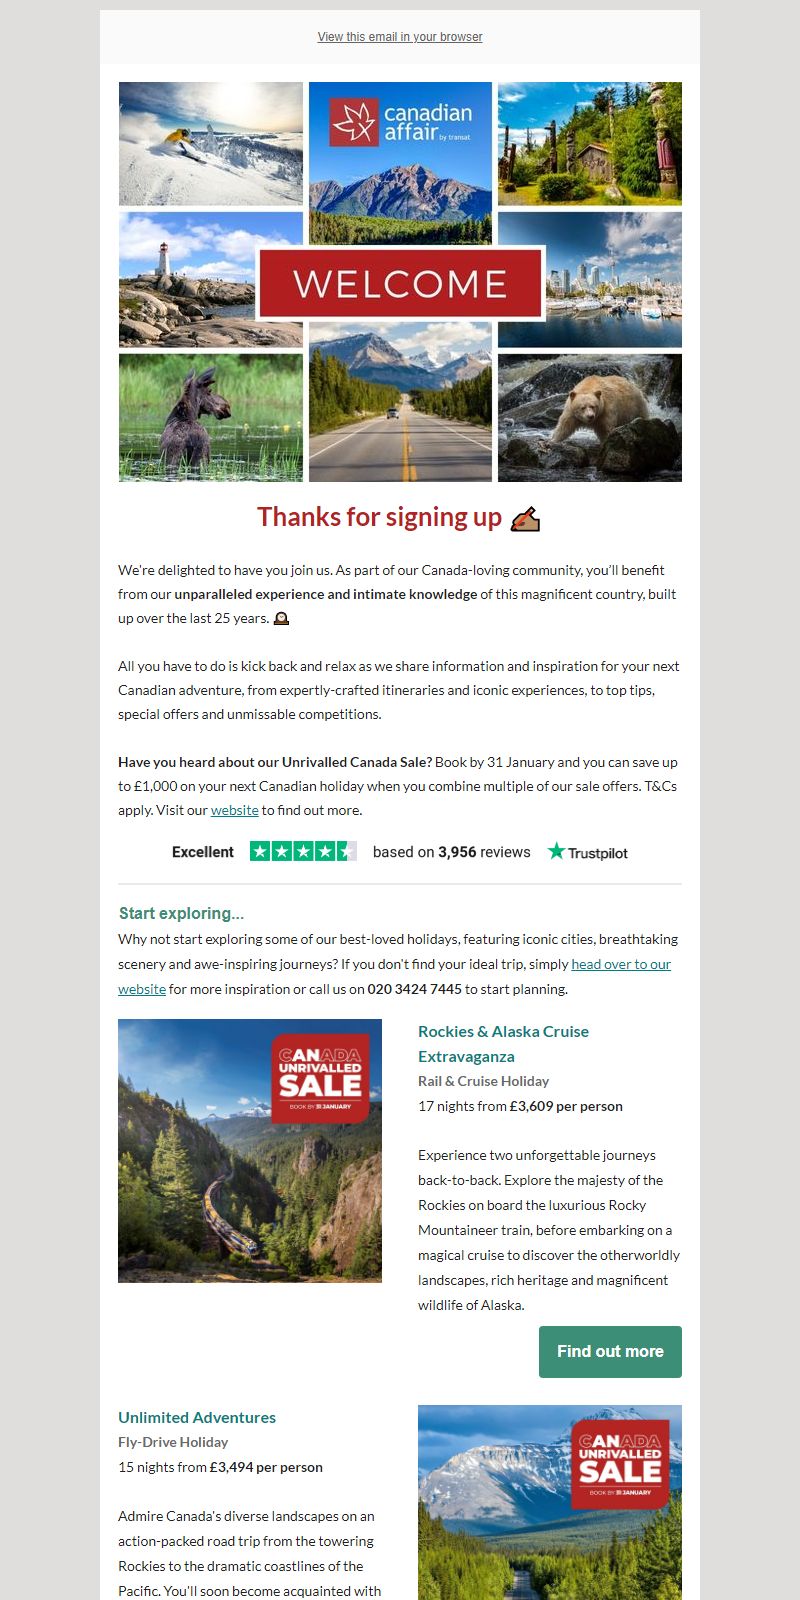 View this email in your browser
canadian
affair by transat
WELCOME
Thanks for signing up
We're delighted to have you join us. As part of our Canada-loving community, you'll benefit
from our unparalleled experience and intimate knowledge of this magnificent country, built
up over the last 25 years.
All you have to do is kick back and relax as we share information and inspiration for your next
Canadian adventure, from expertly-crafted itineraries and iconic experiences, to top tips,
special offers and unmissable competitions.
Have you heard about our Unrivalled Canada Sale? Book by 31 January and you can save up
to £1,000 on your next Canadian holiday when you combine multiple of our sale offers. T&Cs
apply. Visit our website to find out more.
Excellent based on 3,956 reviews Trustpilot
Start exploring...
Why not start exploring some of our best-loved holidays, featuring iconic cities, breathtaking
scenery and awe-inspiring journeys? If you don't find your ideal trip, simply head over to our
website for more inspiration or call us on 020 3424 7445 to start planning.
CANADA
UNRIVALLED
SALE
BOOK BY 31 JANUARY
Rockies & Alaska Cruise
Extravaganza
Rail & Cruise Holiday
17 nights from £3,609 per person
Experience two unforgettable journeys
back-to-back. Explore the majesty of the
Rockies on board the luxurious Rocky
Mountaineer train, before embarking on a
magical cruise to discover the otherworldly
landscapes, rich heritage and magnificent
wildlife of Alaska.
Find out more
Unlimited Adventures
Fly-Drive Holiday
15 nights from £3,494 per person
Admire Canada's diverse landscapes on an
action-packed road trip from the towering
Rockies to the dramatic coastlines of the
Pacific. You'll soon become acquainted with
CANADA
UNRIVALLED
SALE
BOOK BY 31 JANUARY